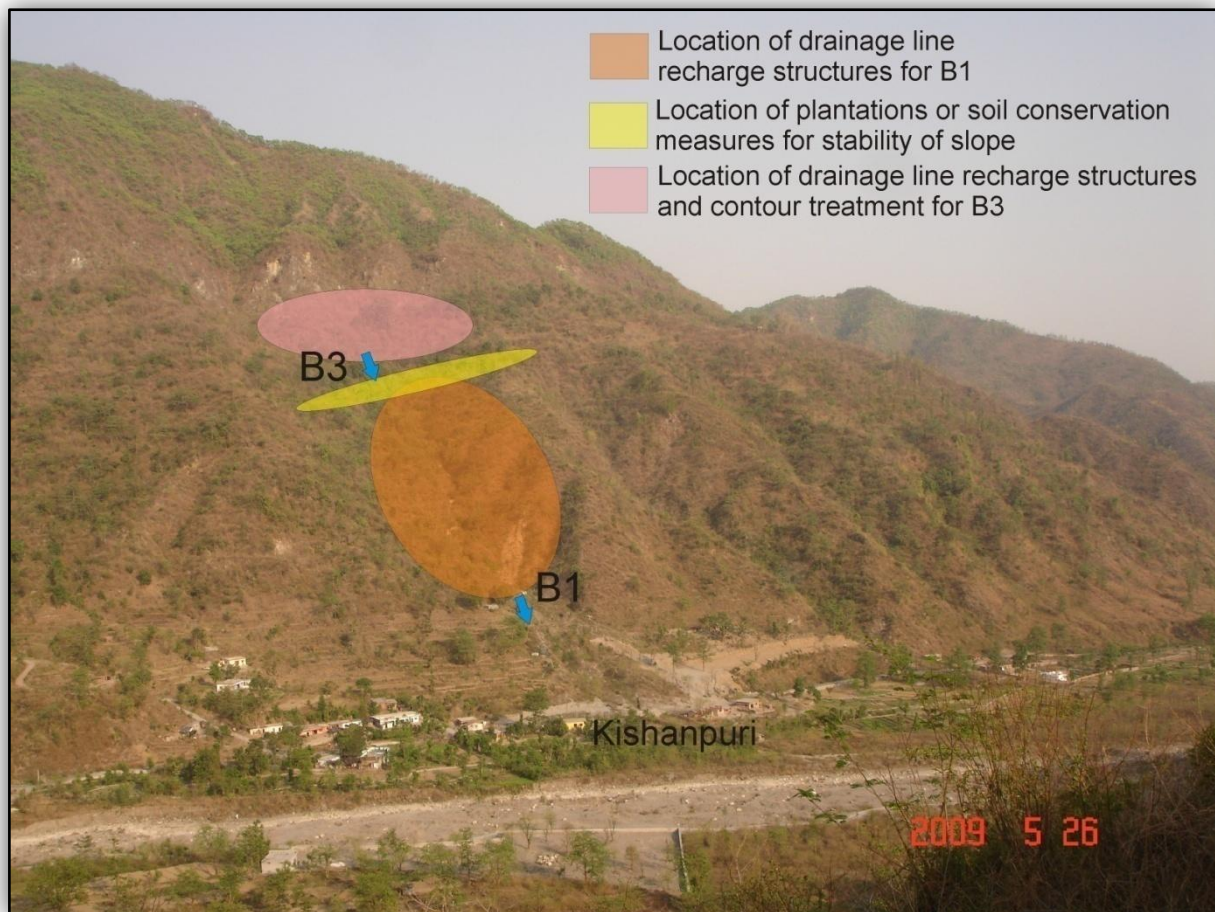 Location of drainage line
recharge structures for B1
Location of plantations or soil conservation
measures for stability of slope
Location of drainage line recharge structures
and contour treatment for B3
B3
B1
Kishanpuri
2009 5 26